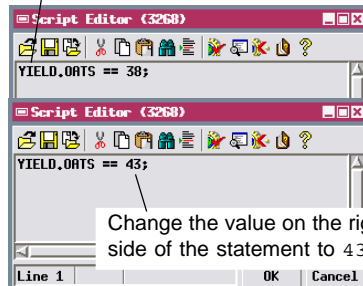 Script Editor (3268)
YIELD.OATS == 38;
Script Editor (3268)
YIELD.OATS == 43;
Change the value on the
side of the statement to 43
Line 1
OK
Cancel